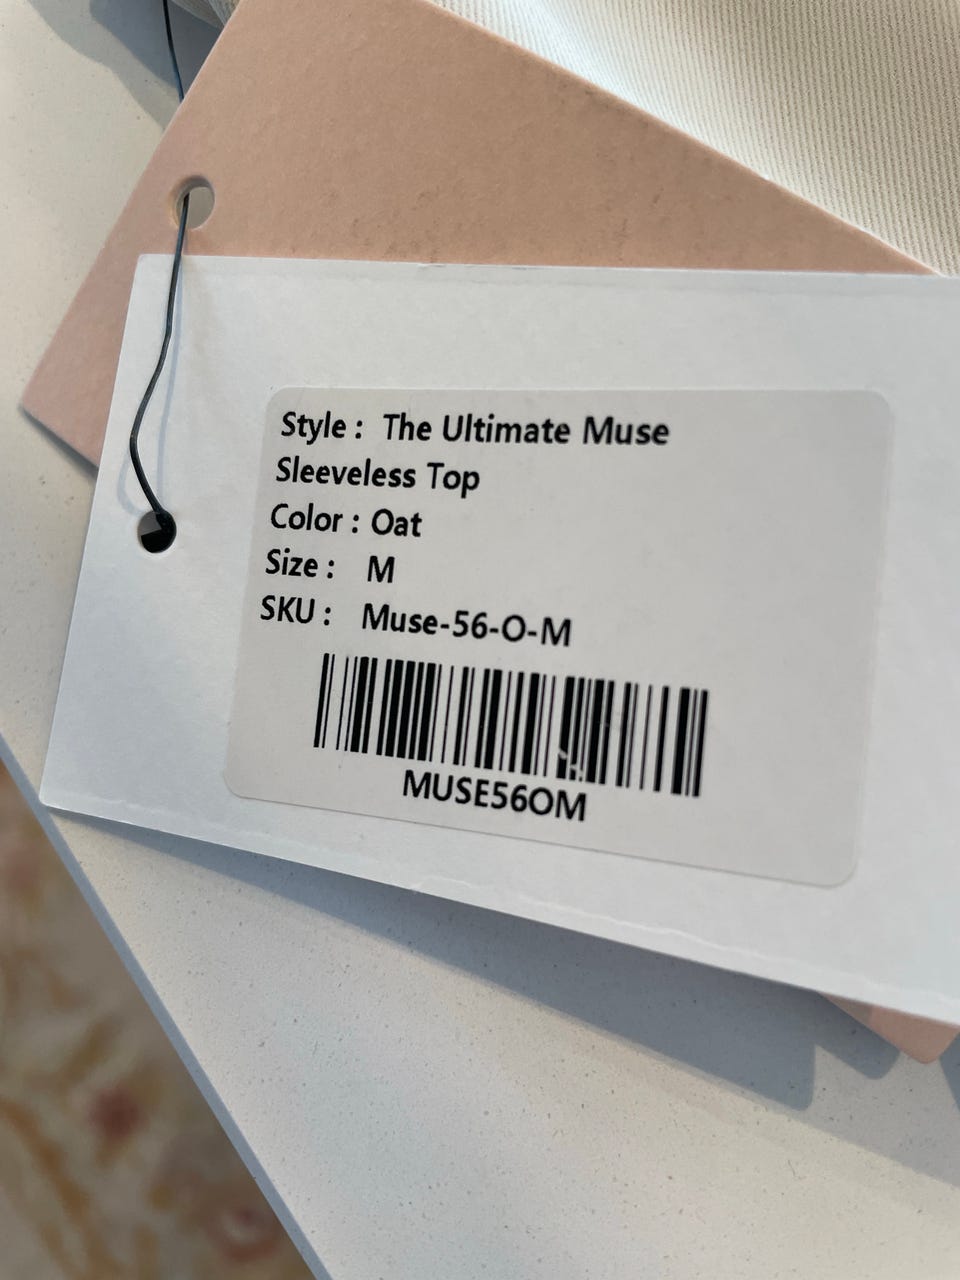 Style : The Ultimate Muse
Sleeveless Top
Color : Oat
Size : M
SKU : Muse-56-O-M
MUSE56OM